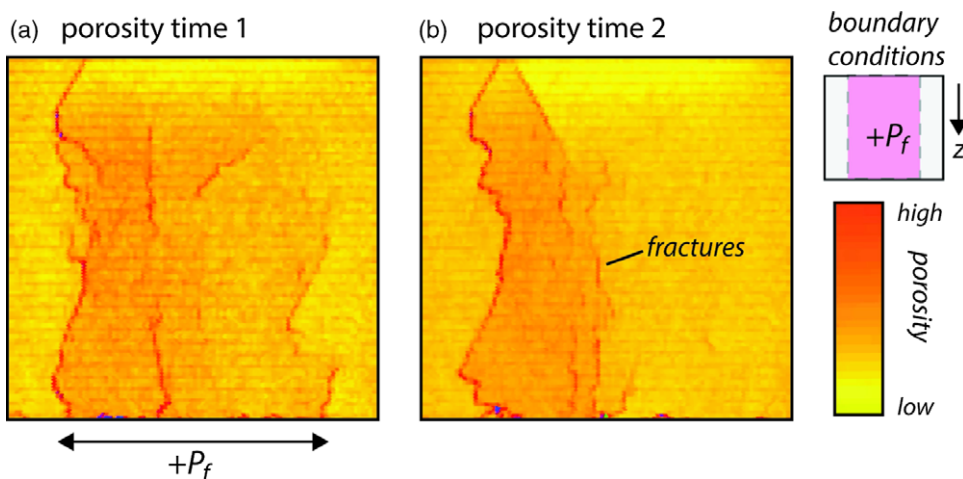 (a) porosity time 1
(b) porosity time 2
boundary
conditions
+Pf
z
fractures
high
porosity
low
+Pf